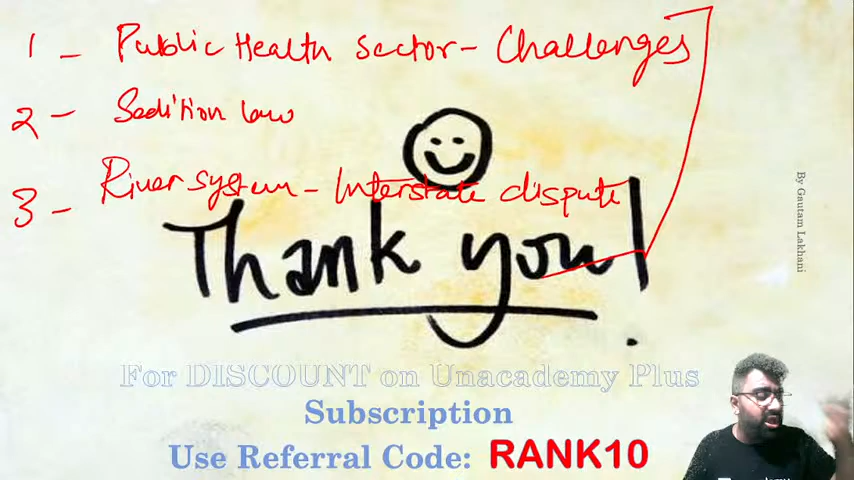 1 - Public Health Sector - Challenges
2 - Sedition law
3 - River system - Interstate dispute
Thank you!
By Gautam Lakhani
For DISCOUNT on Unacademy Plus
Subscription
Use Referral Code: RANK10